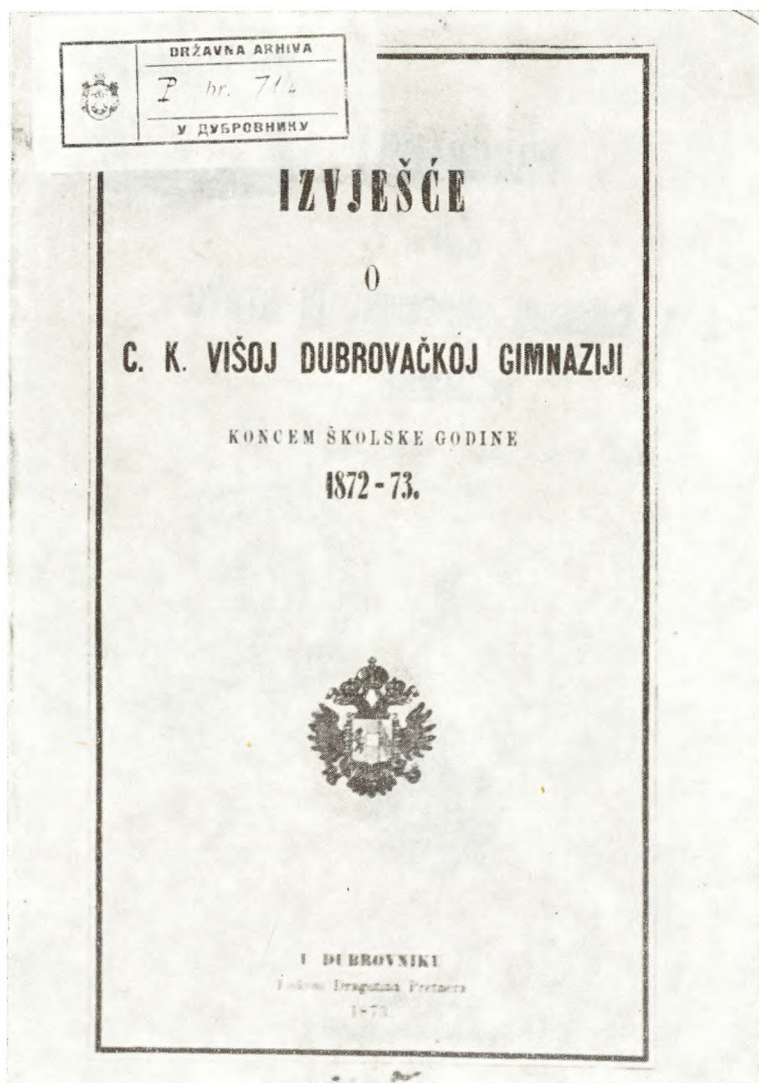 DRŽAVNA ARHIVA
P br. 714
У ДУБРОВНИКУ
IZVJEŠĆE
O
C. K. VIŠOJ DUBROVAČKOJ GIMNAZIJI
KONCEM ŠKOLSKE GODINE
1872-73.
U DUBROVNIKU
Dragutina Pretnera
1873.